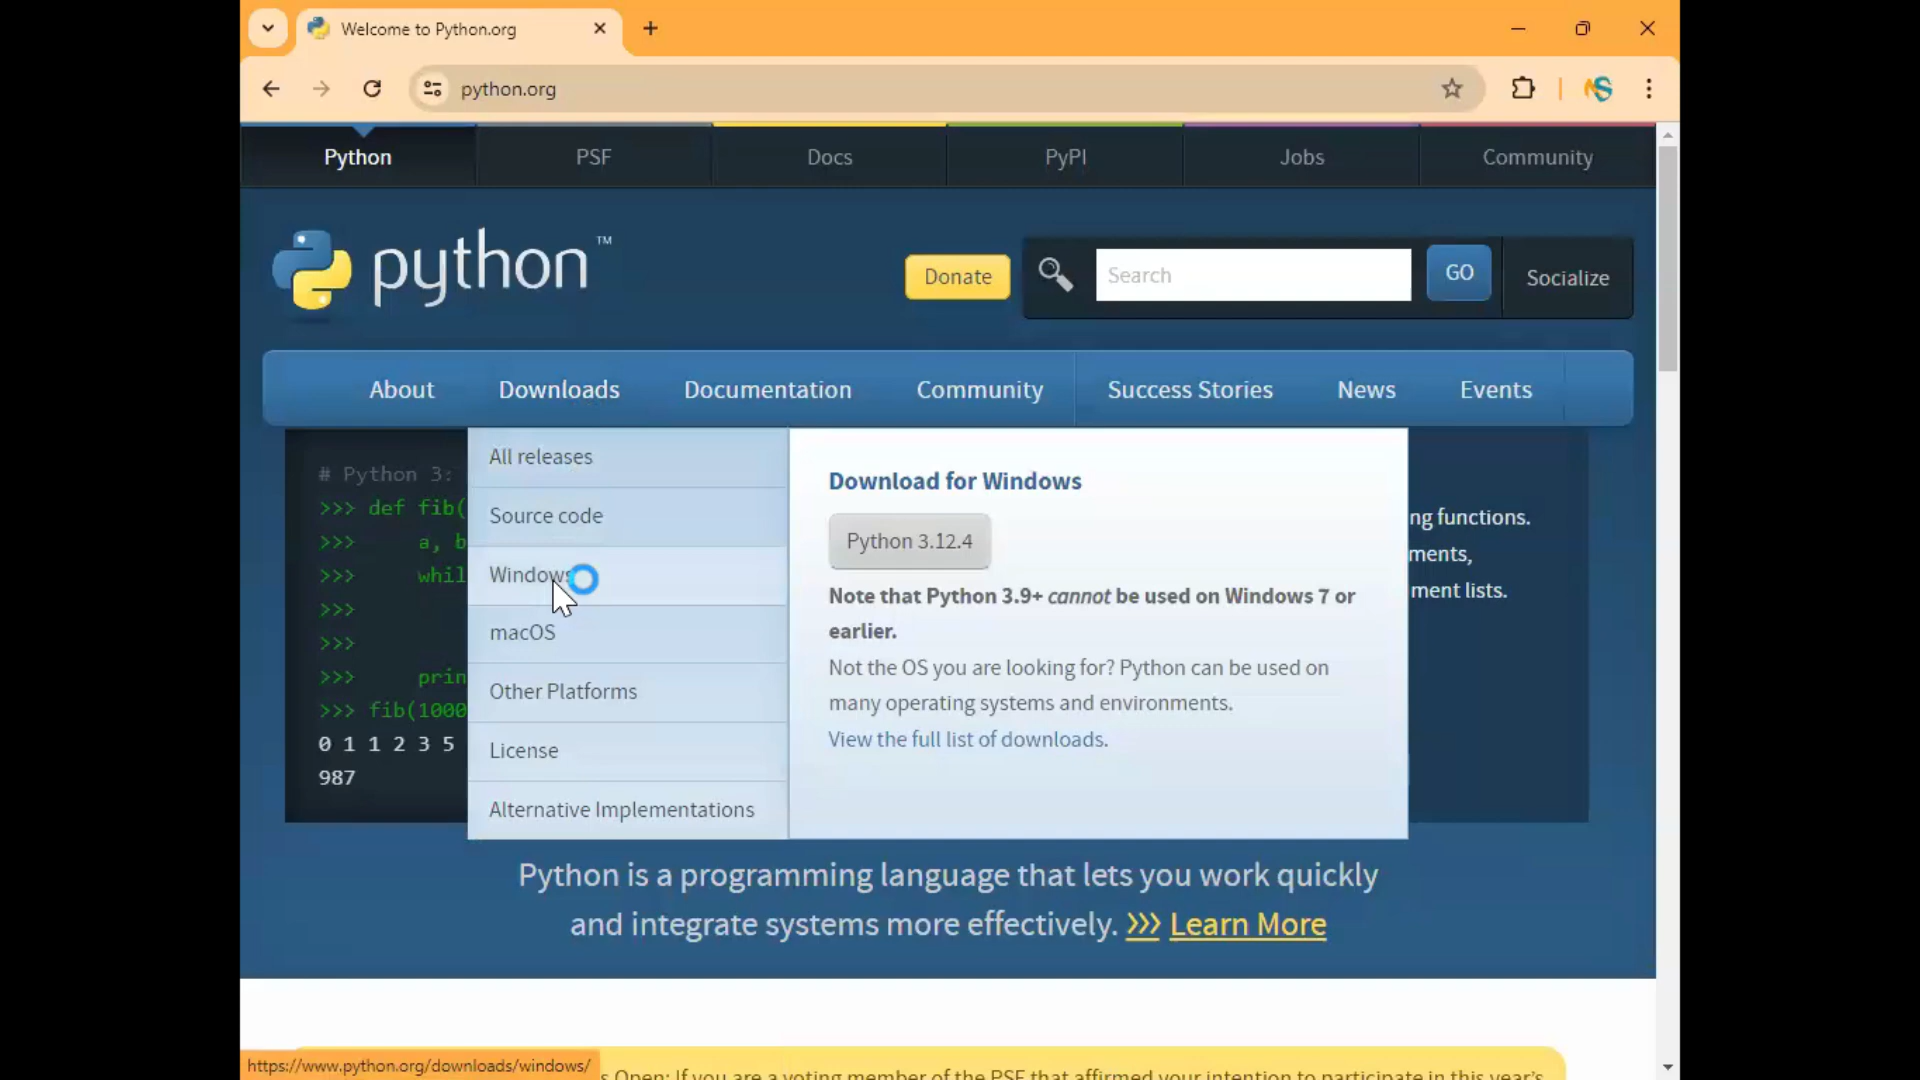 Welcome to Python.org
python.org
Python PSF Docs PyPI Jobs Community
python™
Donate Search GO Socialize
About Downloads Documentation Community Success Stories News Events
All releases
Source code
Windows
macOS
Other Platforms
License
Alternative Implementations
Download for Windows
Python 3.12.4
Note that Python 3.9+ cannot be used on Windows 7 or
earlier.
Not the OS you are looking for? Python can be used on
many operating systems and environments.
View the full list of downloads.
# Python 3:
>>> def fib(
>>> a, b
>>> whil
>>>
>>>
>>> prin
>>> fib(1000
0 1 1 2 3 5
987
ng functions.
ments,
ment lists.
Python is a programming language that lets you work quickly
and integrate systems more effectively. >>> Learn More
s Open: If you are a voting member of the PSF that affirmed your intention to participate in this year's
https://www.python.org/downloads/windows/